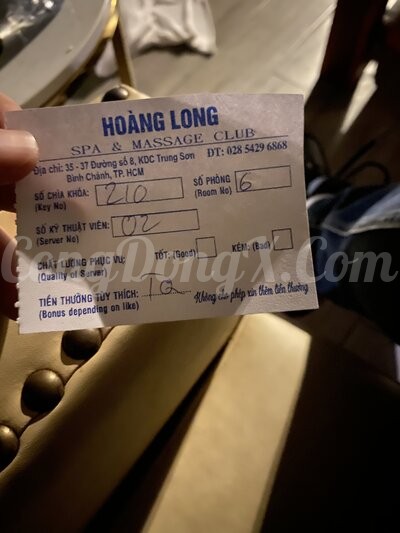 HOÀNG LONG
SPA & MASSAGE CLUB
Địa chỉ: 35 - 37 Đường số 8, KDC Trung Sơn ĐT: 028 5429 6868
Bình Chánh, TP. HCM
SỐ CHÌA KHÓA: 210 SỐ PHÒNG 6
(Key No) (Room No)
SỐ KỸ THUẬT VIÊN: 02
(Server No)
CongDongX.Com
CHẤT LƯỢNG PHỤC VỤ: TỐT: (Good) KÉM: (Bad)
(Quality of Server)
TIỀN THƯỞNG TÙY THÍCH: Không cho phép xin thêm tiền thưởng
(Bonus depending on like)